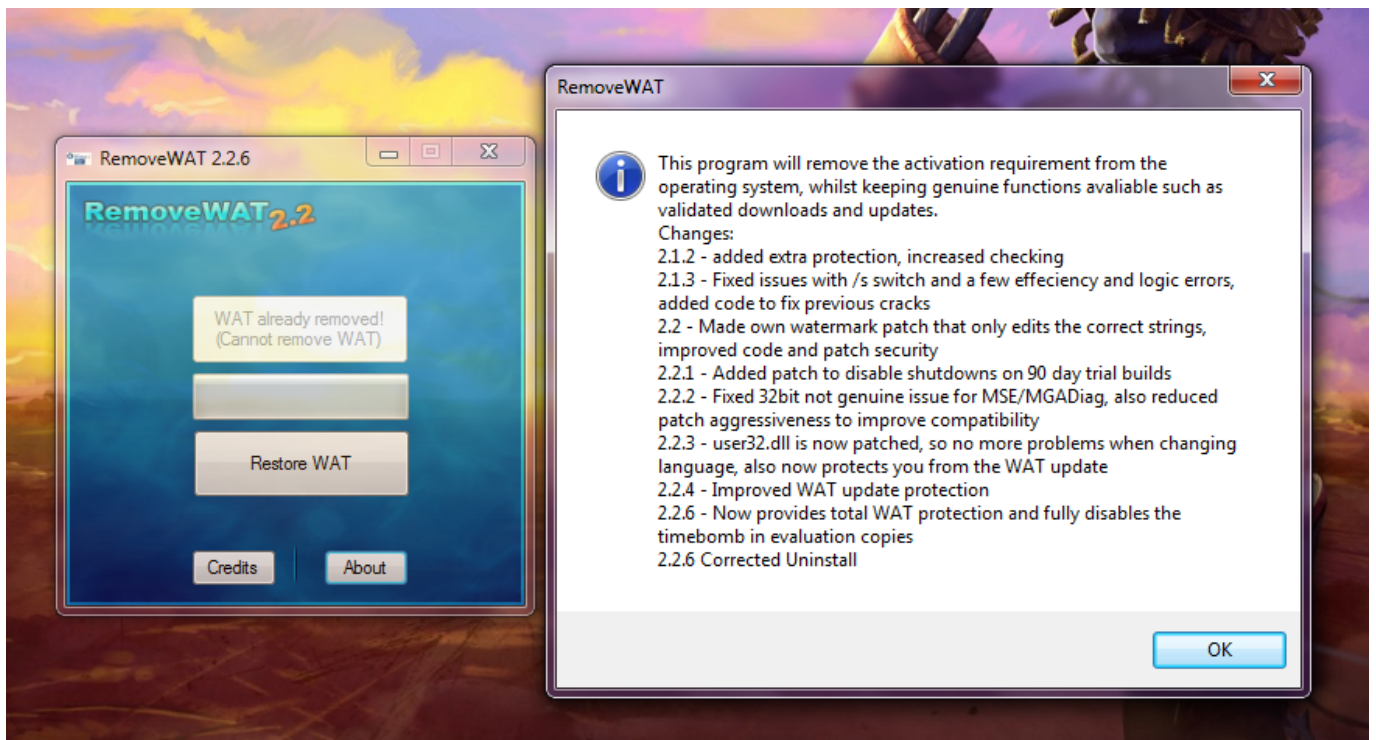 RemoveWAT 2.2.6
RemoveWAT2.2
WAT already removed!
(Cannot remove WAT)
Restore WAT
Credits
About
RemoveWAT
This program will remove the activation requirement from the
operating system, whilst keeping genuine functions avaliable such as
validated downloads and updates.
Changes:
2.1.2 - added extra protection, increased checking
2.1.3 - Fixed issues with /s switch and a few effeciency and logic errors,
added code to fix previous cracks
2.2 - Made own watermark patch that only edits the correct strings,
improved code and patch security
2.2.1 - Added patch to disable shutdowns on 90 day trial builds
2.2.2 - Fixed 32bit not genuine issue for MSE/MGADiag, also reduced
patch aggressiveness to improve compatibility
2.2.3 - user32.dll is now patched, so no more problems when changing
language, also now protects you from the WAT update
2.2.4 - Improved WAT update protection
2.2.6 - Now provides total WAT protection and fully disables the
timebomb in evaluation copies
2.2.6 Corrected Uninstall
OK